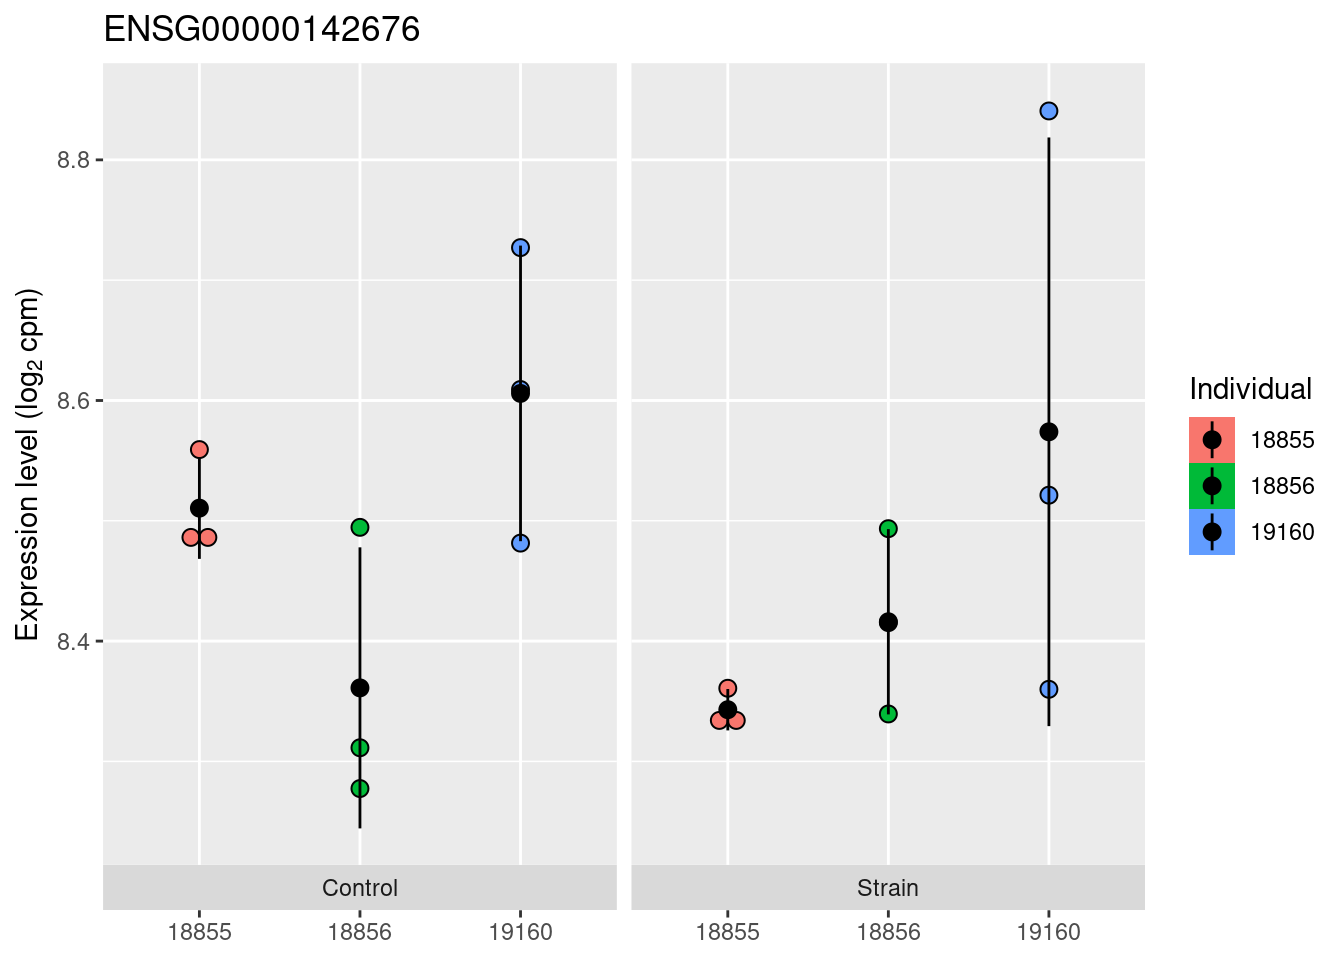 ENSG00000142676
Expression level (log₂ cpm)
8.8
8.6
8.4
Control
Strain
18855
18856
19160
18855
18856
19160
Individual
18855
18856
19160